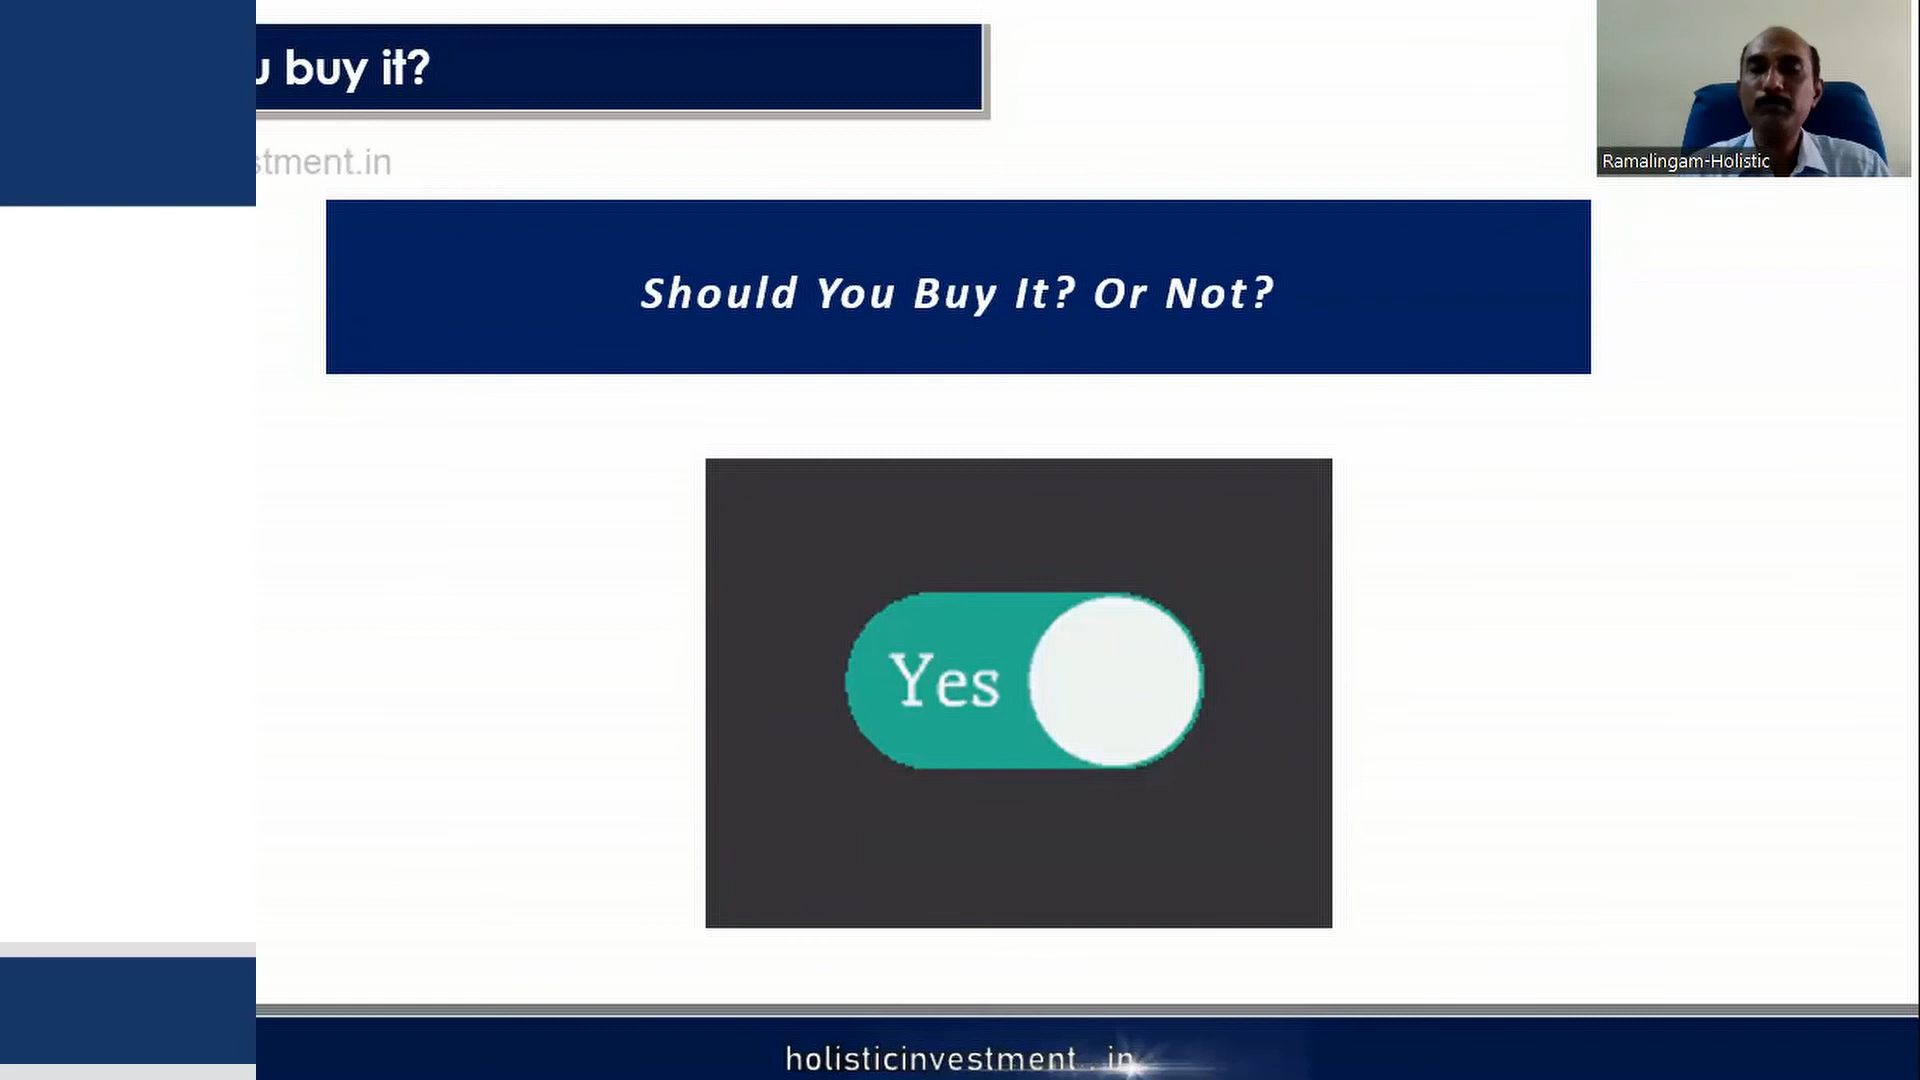 u buy it?
stment.in
Ramalingam-Holistic
Should You Buy It? Or Not?
Yes
holisticinvestment . in